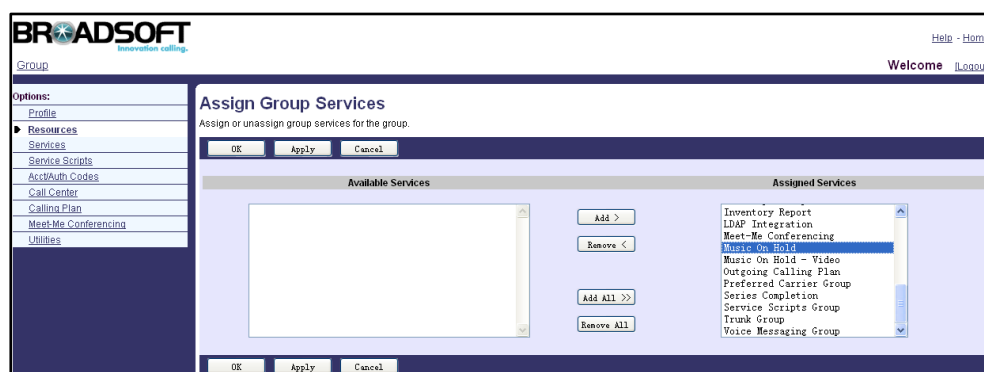 BROADSOFT
Innovation calling.
Help - Hom
Group
Welcome [Logou
Options:
Profile
Resources
Services
Service Scripts
Acct/Auth Codes
Call Center
Calling Plan
Meet-Me Conferencing
Utilities
Assign Group Services
Assign or unassign group services for the group.
OK Apply Cancel
Available Services
Assigned Services
Add >
Remove <
Add All >>
Remove All
Inventory Report
LDAP Integration
Meet-Me Conferencing
Music On Hold
Music On Hold - Video
Outgoing Calling Plan
Preferred Carrier Group
Series Completion
Service Scripts Group
Trunk Group
Voice Messaging Group
OK Apply Cancel